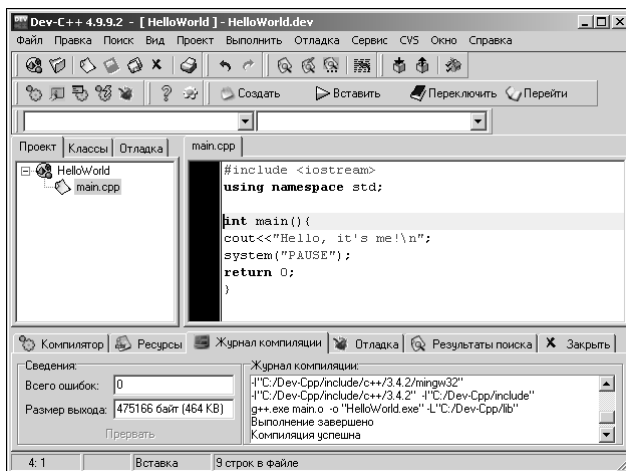 Dev-C++ 4.9.9.2 - [ HelloWorld ] - HelloWorld.dev
Файл Правка Поиск Вид Проект Выполнить Отладка Сервис CVS Окно Справка
Создать Вставить Переключить Перейти
Проект Классы Отладка main.cpp
HelloWorld
main.cpp
#include <iostream>
using namespace std;
int main(){
cout<<"Hello, it's me!\n";
system("PAUSE");
return 0;
}
Компилятор Ресурсы Журнал компиляции Отладка Результаты поиска Закрыть
Сведения:
Всего ошибок: 0
Размер выхода: 475166 байт (464 KB)
Прервать
Журнал компиляции:
-I"C:/Dev-Cpp/include/c++/3.4.2/mingw32"
-I"C:/Dev-Cpp/include/c++/3.4.2" -I"C:/Dev-Cpp/include"
g++.exe main.o -o "HelloWorld.exe" -L"C:/Dev-Cpp/lib"
Выполнение завершено
Компиляция успешна
4: 1 Вставка 9 строк в файле